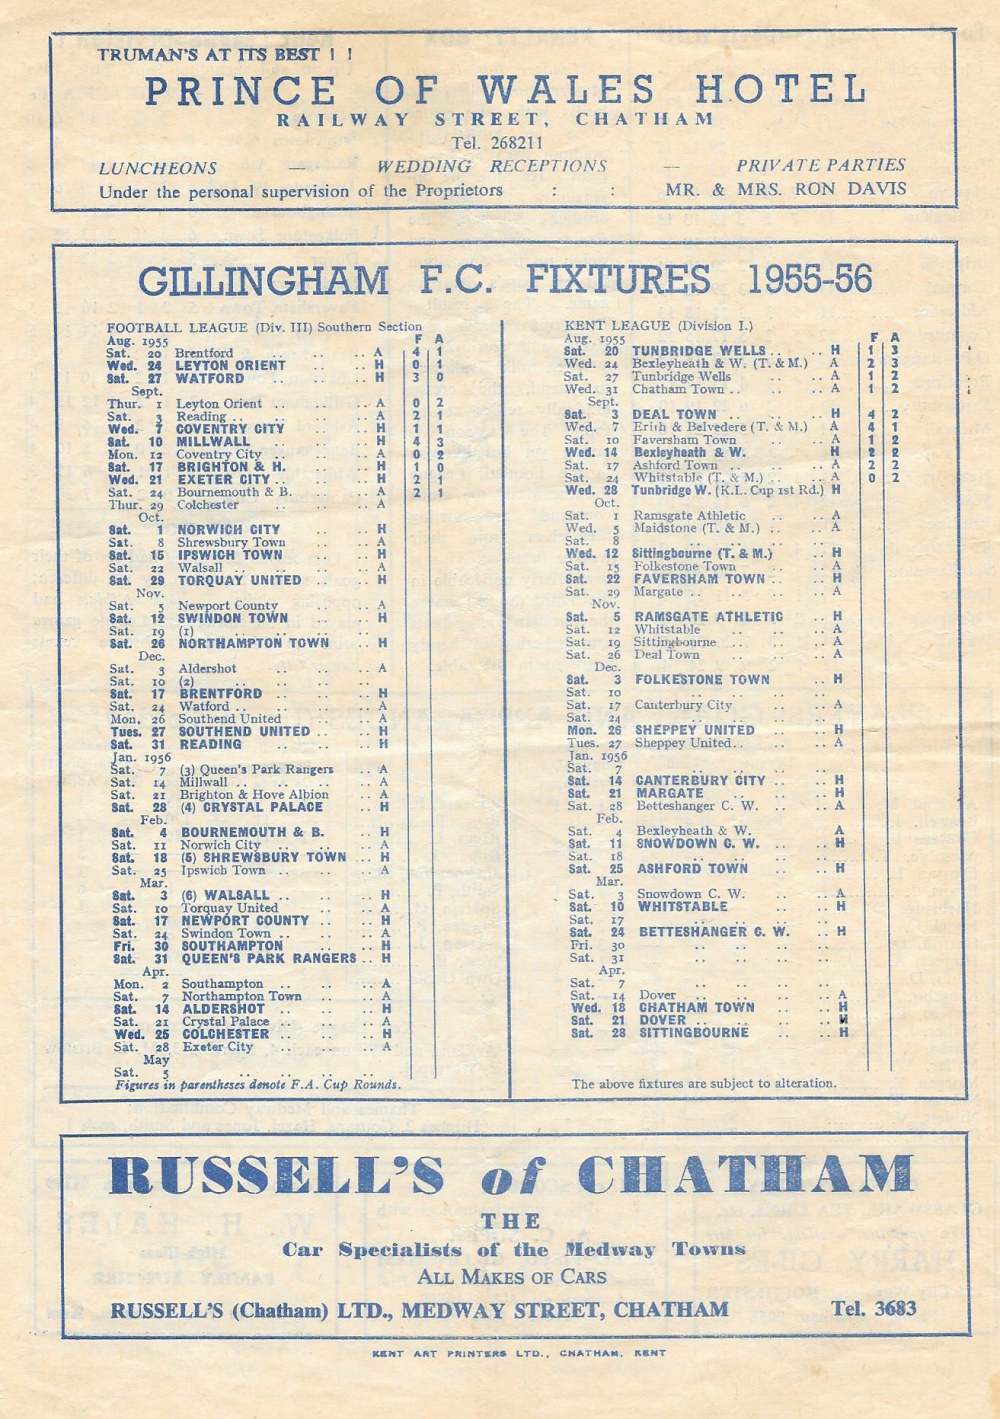 TRUMAN'S AT ITS BEST ! !
PRINCE OF WALES HOTEL
RAILWAY STREET, CHATHAM
Tel. 268211
LUNCHEONS — WEDDING RECEPTIONS — PRIVATE PARTIES
Under the personal supervision of the Proprietors : : MR. & MRS. RON DAVIS
GILLINGHAM F.C. FIXTURES 1955-56
FOOTBALL LEAGUE (Div. III) Southern Section
Aug. 1955 F A
Sat. 20 Brentford .. .. .. A 4 1
Wed. 24 LEYTON ORIENT .. .. H 0 1
Sat. 27 WATFORD .. .. .. H 3 0
Sept.
Thur. 1 Leyton Orient .. .. .. A 0 2
Sat. 3 Reading .. .. .. .. A 2 1
Wed. 7 COVENTRY CITY .. .. H 1 1
Sat. 10 MILLWALL .. .. .. H 4 3
Mon. 12 Coventry City .. .. .. A 0 2
Sat. 17 BRIGHTON & H. .. .. H 1 0
Wed. 21 EXETER CITY .. .. .. H 2 1
Sat. 24 Bournemouth & B. .. .. A 2 1
Thur. 29 Colchester .. .. .. A
Oct.
Sat. 1 NORWICH CITY .. .. H
Sat. 8 Shrewsbury Town .. .. A
Sat. 15 IPSWICH TOWN .. .. H
Sat. 22 Walsall .. .. .. .. A
Sat. 29 TORQUAY UNITED .. .. H
Nov.
Sat. 5 Newport County .. .. A
Sat. 12 SWINDON TOWN .. .. H
Sat. 19 (1) .. .. .. ..
Sat. 26 NORTHAMPTON TOWN .. H
Dec.
Sat. 3 Aldershot .. .. .. A
Sat. 10 (2) .. .. .. ..
Sat. 17 BRENTFORD .. .. .. H
Sat. 24 Watford .. .. .. .. A
Mon. 26 Southend United .. .. A
Tues. 27 SOUTHEND UNITED .. .. H
Sat. 31 READING .. .. .. H
Jan. 1956
Sat. 7 (3) Queen's Park Rangers .. A
Sat. 14 Millwall .. .. .. .. A
Sat. 21 Brighton & Hove Albion .. A
Sat. 28 (4) CRYSTAL PALACE .. H
Feb.
Sat. 4 BOURNEMOUTH & B. .. H
Sat. 11 Norwich City .. .. .. A
Sat. 18 (5) SHREWSBURY TOWN .. H
Sat. 25 Ipswich Town .. .. .. A
Mar.
Sat. 3 (6) WALSALL .. .. .. H
Sat. 10 Torquay United .. .. A
Sat. 17 NEWPORT COUNTY .. .. H
Sat. 24 Swindon Town .. .. .. A
Fri. 30 SOUTHAMPTON .. .. H
Sat. 31 QUEEN'S PARK RANGERS .. H
Apr.
Mon. 2 Southampton .. .. .. A
Sat. 7 Northampton Town .. .. A
Sat. 14 ALDERSHOT .. .. .. H
Sat. 21 Crystal Palace .. .. .. A
Wed. 25 COLCHESTER .. .. .. H
Sat. 28 Exeter City .. .. .. A
May
Sat. 5 .. .. .. ..
Figures in parentheses denote F.A. Cup Rounds.
KENT LEAGUE (Division I.)
Aug. 1955 F A
Sat. 20 TUNBRIDGE WELLS .. .. H 1 3
Wed. 24 Bexleyheath & W. (T. & M.) A 2 3
Sat. 27 Tunbridge Wells .. .. A 1 2
Wed. 31 Chatham Town .. .. .. A 1 2
Sept.
Sat. 3 DEAL TOWN .. .. .. H 4 2
Wed. 7 Erith & Belvedere (T. & M.) A 4 1
Sat. 10 Faversham Town .. .. A 1 2
Wed. 14 Bexleyheath & W. H 2 2
Sat. 17 Ashford Town .. .. .. A 2 2
Sat. 24 Whitstable (T. & M.) .. .. A 0 2
Wed. 28 Tunbridge W. (K.L. Cup 1st Rd.) H
Oct.
Sat. 1 Ramsgate Athletic .. .. A
Wed. 5 Maidstone (T. & M.) .. .. A
Sat. 8 .. .. .. ..
Wed. 12 Sittingbourne (T. & M.) .. H
Sat. 15 Folkestone Town .. .. A
Sat. 22 FAVERSHAM TOWN .. .. H
Sat. 29 Margate .. .. .. .. A
Nov.
Sat. 5 RAMSGATE ATHLETIC .. H
Sat. 12 Whitstable .. .. .. A
Sat. 19 Sittingbourne .. .. .. A
Sat. 26 Deal Town .. .. .. A
Dec.
Sat. 3 FOLKESTONE TOWN .. H
Sat. 10 .. .. .. ..
Sat. 17 Canterbury City .. .. A
Sat. 24 .. .. .. ..
Mon. 26 SHEPPEY UNITED .. .. H
Tues. 27 Sheppey United .. .. .. A
Jan. 1956
Sat. 7 .. .. .. ..
Sat. 14 CANTERBURY CITY .. .. H
Sat. 21 MARGATE .. .. .. H
Sat. 28 Betteshanger C. W. .. .. A
Feb.
Sat. 4 Bexleyheath & W. A
Sat. 11 SNOWDOWN C. W. .. .. H
Sat. 18 .. .. .. ..
Sat. 25 ASHFORD TOWN .. .. H
Mar.
Sat. 3 Snowdown C. W. .. .. A
Sat. 10 WHITSTABLE .. .. .. H
Sat. 17 .. .. .. ..
Sat. 24 BETTESHANGER C. W. .. H
Fri. 30 .. .. .. ..
Sat. 31 .. .. .. ..
Apr.
Sat. 7 .. .. .. ..
Sat. 14 Dover .. .. .. .. A
Wed. 18 CHATHAM TOWN .. .. H
Sat. 21 DOVER .. .. .. .. H
Sat. 28 SITTINGBOURNE .. .. H
The above fixtures are subject to alteration.
RUSSELL'S of CHATHAM
THE
Car Specialists of the Medway Towns
ALL MAKES OF CARS
RUSSELL'S (Chatham) LTD., MEDWAY STREET, CHATHAM Tel. 3683
KENT ART PRINTERS LTD., CHATHAM, KENT